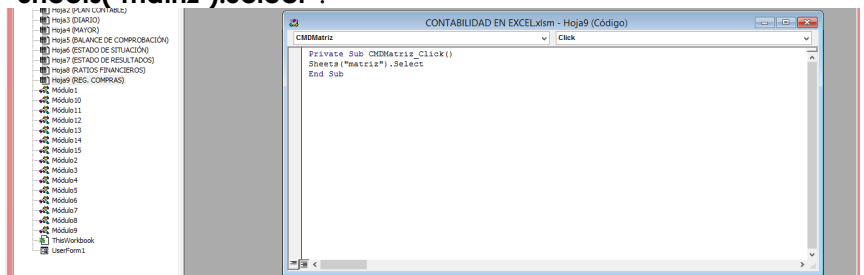 Sheets("matriz").Select".
Hoja2 (PLAN CONTABLE)
Hoja3 (DIARIO)
Hoja4 (MAYOR)
Hoja5 (BALANCE DE COMPROBACIÓN)
Hoja6 (ESTADO DE SITUACIÓN)
Hoja7 (ESTADO DE RESULTADOS)
Hoja8 (RATIOS FINANCIEROS)
Hoja9 (REG. COMPRAS)
Módulo1
Módulo10
Módulo11
Módulo12
Módulo13
Módulo14
Módulo15
Módulo2
Módulo3
Módulo4
Módulo5
Módulo6
Módulo7
Módulo8
Módulo9
ThisWorkbook
UserForm1
CONTABILIDAD EN EXCEL.xlsm - Hoja9 (Código)
CMDMatriz
Click
Private Sub CMDMatriz_Click()
Sheets("matriz").Select
End Sub